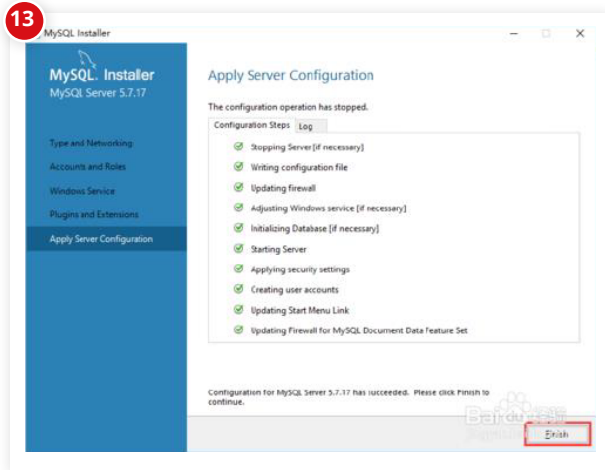 13
MySQL Installer
MySQL. Installer
MySQL Server 5.7.17
Type and Networking
Accounts and Roles
Windows Service
Plugins and Extensions
Apply Server Configuration
Apply Server Configuration
The configuration operation has stopped.
Configuration Steps Log
Stopping Server [if necessary]
Writing configuration file
Updating firewall
Adjusting Windows service [if necessary]
Initializing Database [if necessary]
Starting Server
Applying security settings
Creating user accounts
Updating Start Menu Link
Updating Firewall for MySQL Document Data Feature Set
Configuration for MySQL Server 5.7.17 has succeeded. Please click Finish to
continue.
Baidu 经验
Finish